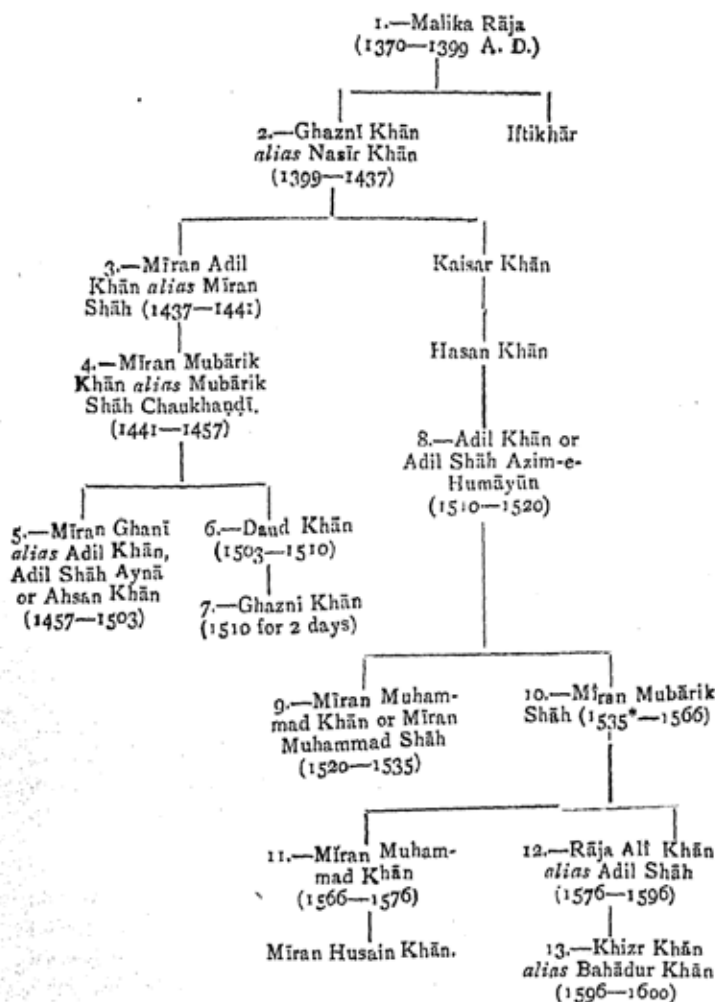 1.—Malika Rāja
(1370—1399 A. D.)
2.—Ghaznī Khān
alias Nasīr Khān
(1399—1437)
Iftikhār
3.—Mīran Adil
Khān alias Mīran
Shāh (1437—1441)
Kaisar Khān
4.—Mīran Mubārik
Khān alias Mubārik
Shāh Chaukhaṇḍī.
(1441—1457)
Hasan Khān
8.—Adil Khān or
Adil Shāh Azim-e-
Humāyūn
(1510—1520)
5.—Mīran Ghanī
alias Adil Khān,
Adil Shāh Aynā
or Ahsan Khān
(1457—1503)
6.—Daud Khān
(1503—1510)
7.—Ghazni Khān
(1510 for 2 days)
9.—Mīran Muham-
mad Khān or Mīran
Muhammad Shāh
(1520—1535)
10.—Mīran Mubārik
Shāh (1535*—1566)
11.—Mīran Muham-
mad Khān
(1566—1576)
12.—Rāja Alī Khān
alias Adil Shāh
(1576—1596)
Mīran Husain Khān.
13.—Khizr Khān
alias Bahādur Khān
(1596—1600)